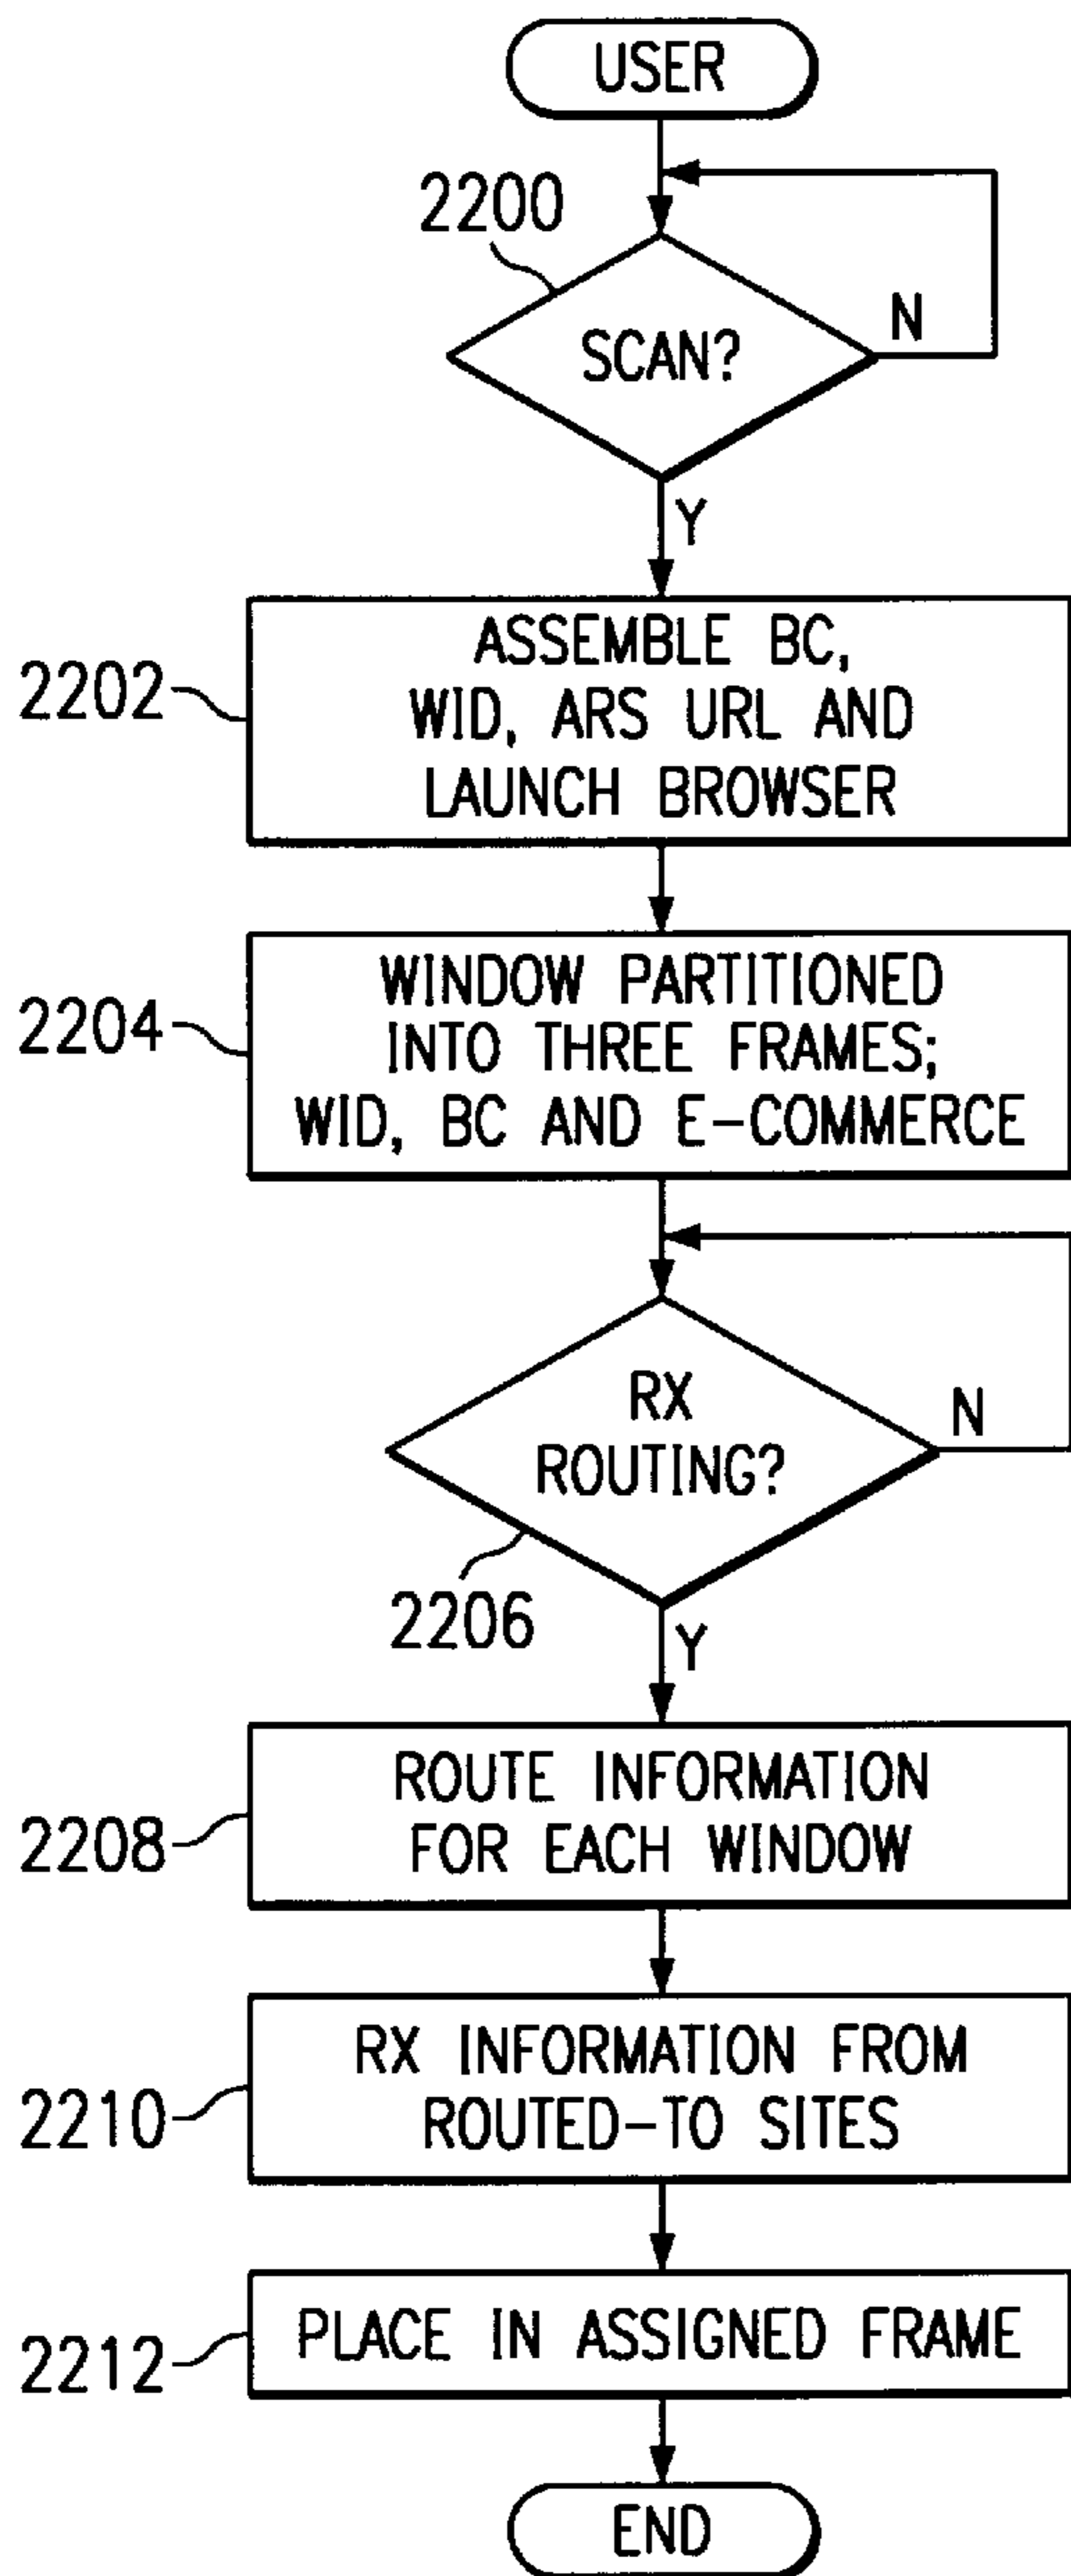 USER
2200
SCAN?
N
Y
2202
ASSEMBLE BC,
WID, ARS URL AND
LAUNCH BROWSER
2204
WINDOW PARTITIONED
INTO THREE FRAMES;
WID, BC AND E-COMMERCE
RX
ROUTING?
N
2206
Y
2208
ROUTE INFORMATION
FOR EACH WINDOW
2210
RX INFORMATION FROM
ROUTED-TO SITES
2212
PLACE IN ASSIGNED FRAME
END